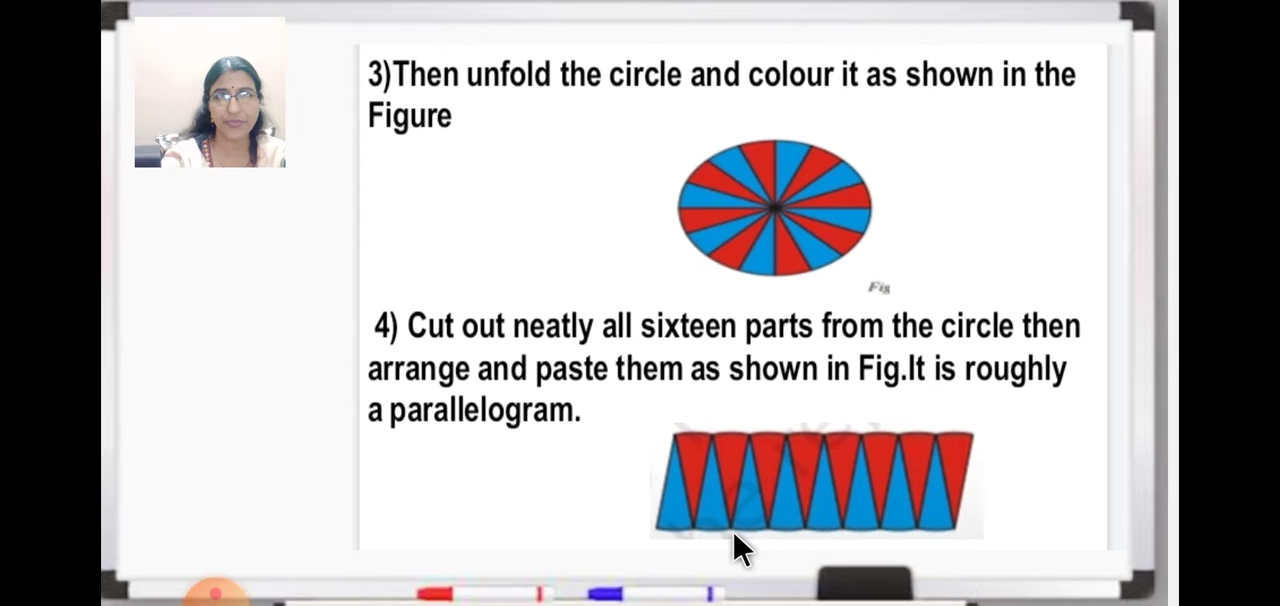 3)Then unfold the circle and colour it as shown in the
Figure
Fig
4) Cut out neatly all sixteen parts from the circle then
arrange and paste them as shown in Fig.It is roughly
a parallelogram.